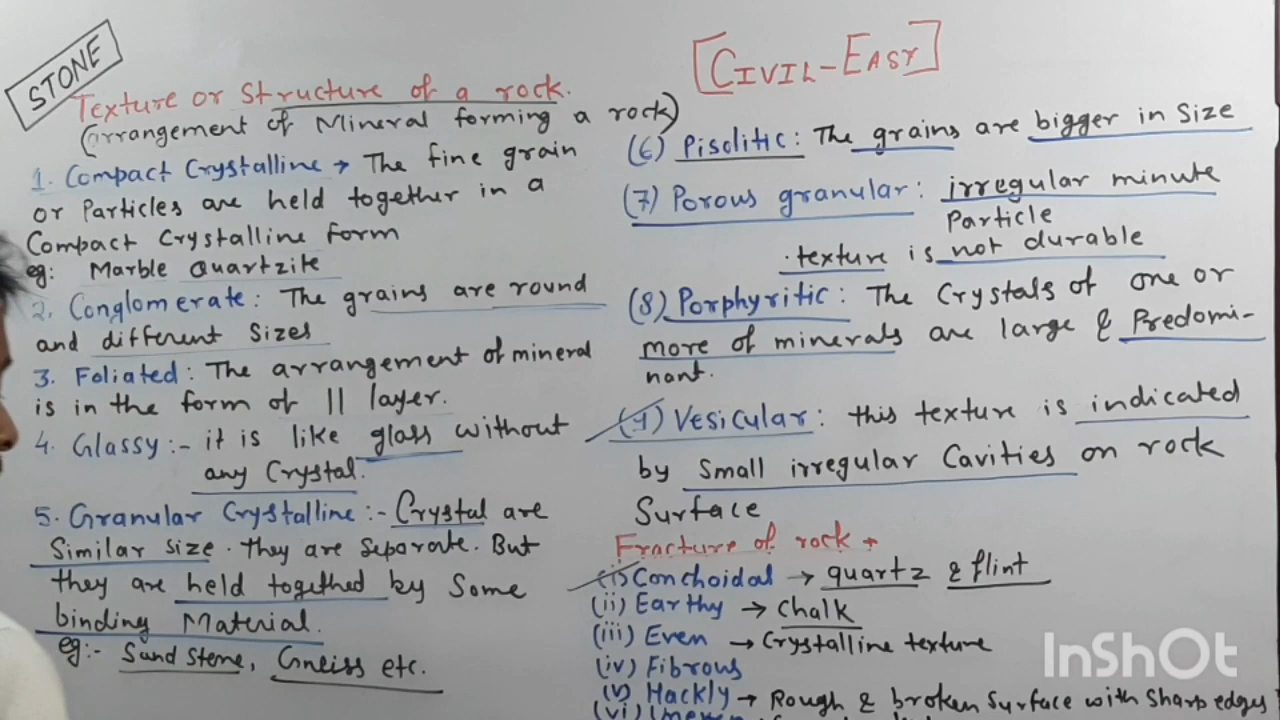 STONE
Texture or Structure of a rock.
(arrangement of Mineral forming a rock)
1. Compact Crystalline → The fine grain
or Particles are held together in a
Compact Crystalline form
eg: Marble Quartzite
2. Conglomerate : The grains are round
and different Sizes
3. Foliated : The arrangement of mineral
is in the form of || layer.
4. Glassy :- it is like glass without
any Crystal.
5. Granular Crystalline :- Crystal are
Similar size. They are Separate. But
they are held togethed by Some
binding Material.
eg:- Sand Stone, Gneiss etc.
[CIVIL-EASY]
(6) Pisolitic : The grains are bigger in Size
(7) Porous granular : irregular minute
Particle
. texture is not durable
(8) Porphyritic : The Crystals of one or
more of minerals are large & Predomi-
nant.
(9) Vesicular : this texture is indicated
by Small irregular Cavities on rock
Surface
Fracture of rock →
(i) Conchoidal → quartz & flint
(ii) Earthy → Chalk
(iii) Even → Crystalline texture
(iv) Fibrous
(v) Hackly → Rough & broken Surface with Sharp edges
(vi) Uneven
InShOt